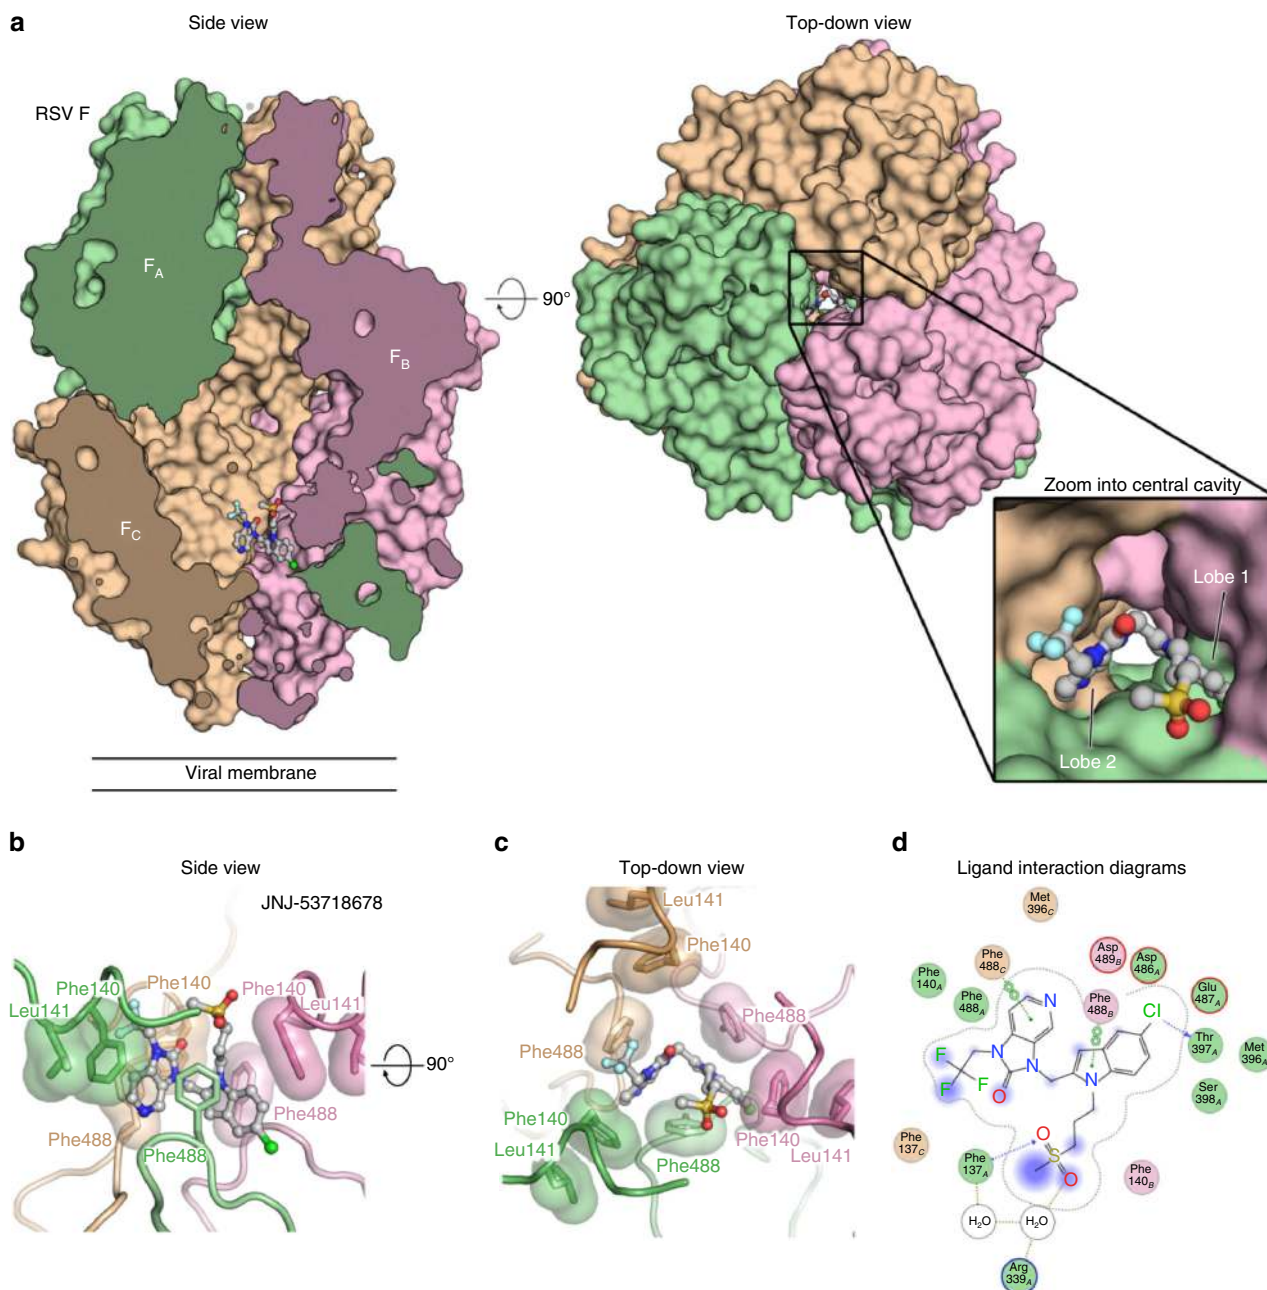 a
Side view
Top-down view
RSV F
FA
FB
FC
90°
Viral membrane
Zoom into central cavity
Lobe 1
Lobe 2
b
Side view
JNJ-53718678
Phe140
Phe140
Leu141
Phe140
Leu141
Phe488
Phe488
Phe488
90°
c
Top-down view
Leu141
Phe140
Phe488
Phe488
Phe140
Leu141
Phe488
Phe140
Leu141
d
Ligand interaction diagrams
Met
396C
Phe
488C
Asp
489B
Asp
486A
Phe
140A
Phe
488A
Phe
488B
Glu
487A
N
Cl
Thr
397A
Met
396A
F
N
F
F
O
N
N
Ser
398A
Phe
137C
O
Phe
137A
S
O
Phe
140B
H2O
H2O
Arg
339A